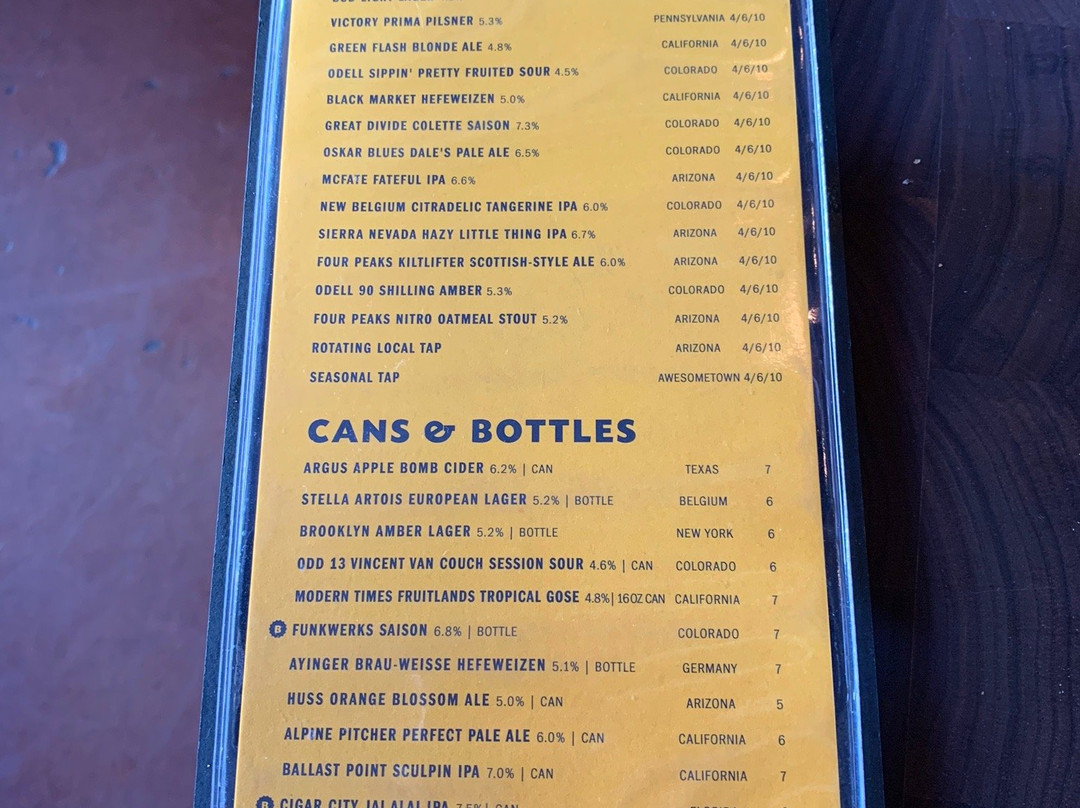 VICTORY PRIMA PILSNER 5.3% PENNSYLVANIA 4/6/10
GREEN FLASH BLONDE ALE 4.8% CALIFORNIA 4/6/10
ODELL SIPPIN' PRETTY FRUITED SOUR 4.5% COLORADO 4/6/10
BLACK MARKET HEFEWEIZEN 5.0% CALIFORNIA 4/6/10
GREAT DIVIDE COLETTE SAISON 7.3% COLORADO 4/6/10
OSKAR BLUES DALE'S PALE ALE 6.5% COLORADO 4/6/10
MCFATE FATEFUL IPA 6.6% ARIZONA 4/6/10
NEW BELGIUM CITRADELIC TANGERINE IPA 6.0% COLORADO 4/6/10
SIERRA NEVADA HAZY LITTLE THING IPA 6.7% ARIZONA 4/6/10
FOUR PEAKS KILTLIFTER SCOTTISH-STYLE ALE 6.0% ARIZONA 4/6/10
ODELL 90 SHILLING AMBER 5.3% COLORADO 4/6/10
FOUR PEAKS NITRO OATMEAL STOUT 5.2% ARIZONA 4/6/10
ROTATING LOCAL TAP ARIZONA 4/6/10
SEASONAL TAP AWESOMETOWN 4/6/10
CANS & BOTTLES
ARGUS APPLE BOMB CIDER 6.2% | CAN TEXAS 7
STELLA ARTOIS EUROPEAN LAGER 5.2% | BOTTLE BELGIUM 6
BROOKLYN AMBER LAGER 5.2% | BOTTLE NEW YORK 6
ODD 13 VINCENT VAN COUCH SESSION SOUR 4.6% | CAN COLORADO 6
MODERN TIMES FRUITLANDS TROPICAL GOSE 4.8% | 16OZ CAN CALIFORNIA 7
B FUNKWERKS SAISON 6.8% | BOTTLE COLORADO 7
AYINGER BRAU-WEISSE HEFEWEIZEN 5.1% | BOTTLE GERMANY 7
HUSS ORANGE BLOSSOM ALE 5.0% | CAN ARIZONA 5
ALPINE PITCHER PERFECT PALE ALE 6.0% | CAN CALIFORNIA 6
BALLAST POINT SCULPIN IPA 7.0% | CAN CALIFORNIA 7
B CIGAR CITY JAI ALAI IPA 7.5% | CAN FLORIDA